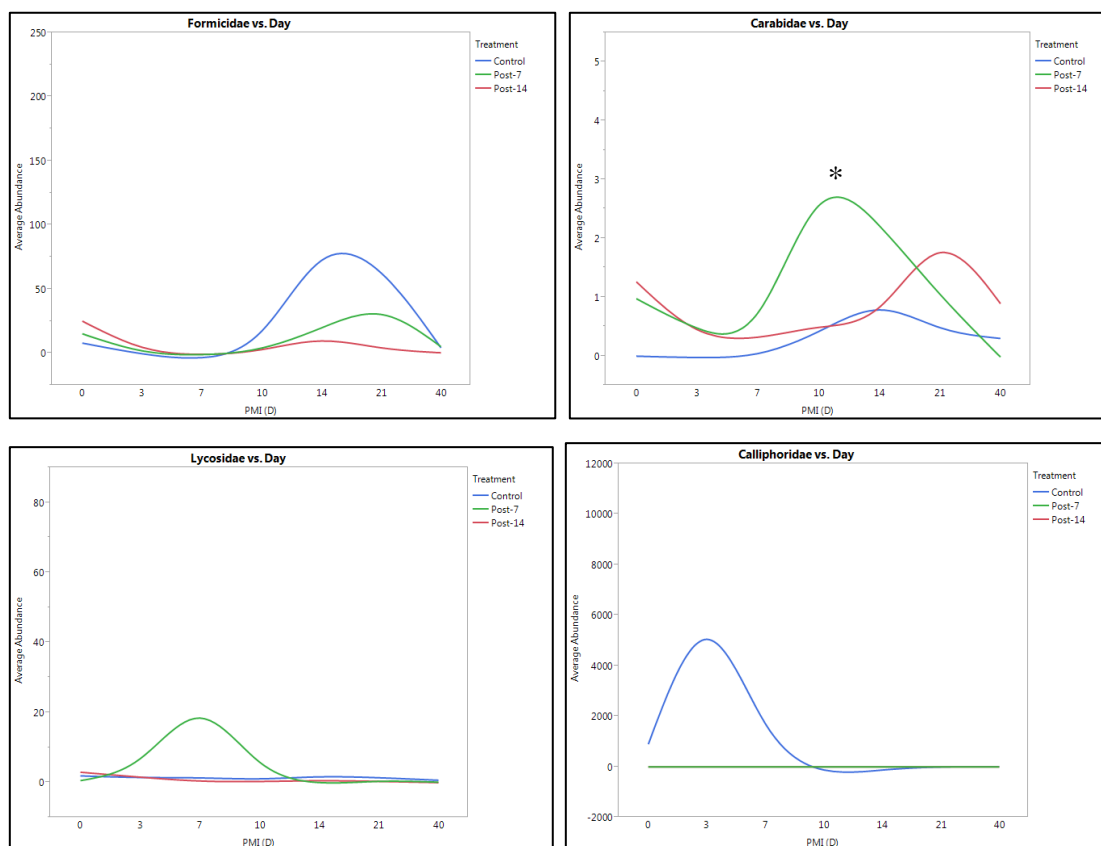 Formicidae vs. Day
250
200
150
100
50
0
Average Abundance
0 3 7 10 14 21 40
PMI (D)
Treatment
Control
Post-7
Post-14
Carabidae vs. Day
5
4
3
2
1
0
Average Abundance
*
0 3 7 10 14 21 40
PMI (D)
Treatment
Control
Post-7
Post-14
Lycosidae vs. Day
80
60
40
20
0
Average Abundance
0 3 7 10 14 21 40
PMI (D)
Treatment
Control
Post-7
Post-14
Calliphoridae vs. Day
12000
10000
8000
6000
4000
2000
0
-2000
Average Abundance
0 3 7 10 14 21 40
PMI (D)
Treatment
Control
Post-7
Post-14